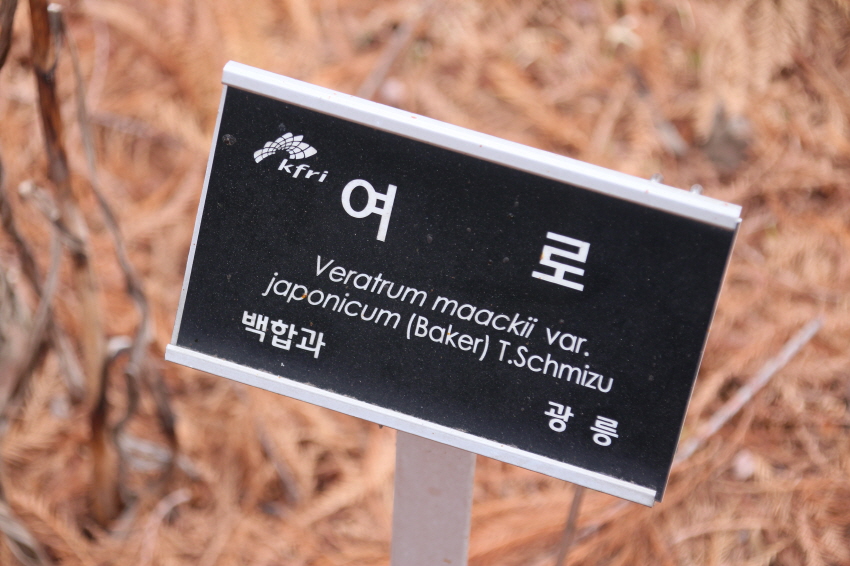 kfri
여 로
Veratrum maackii var.
japonicum (Baker) T.Schmizu
백합과
광 릉